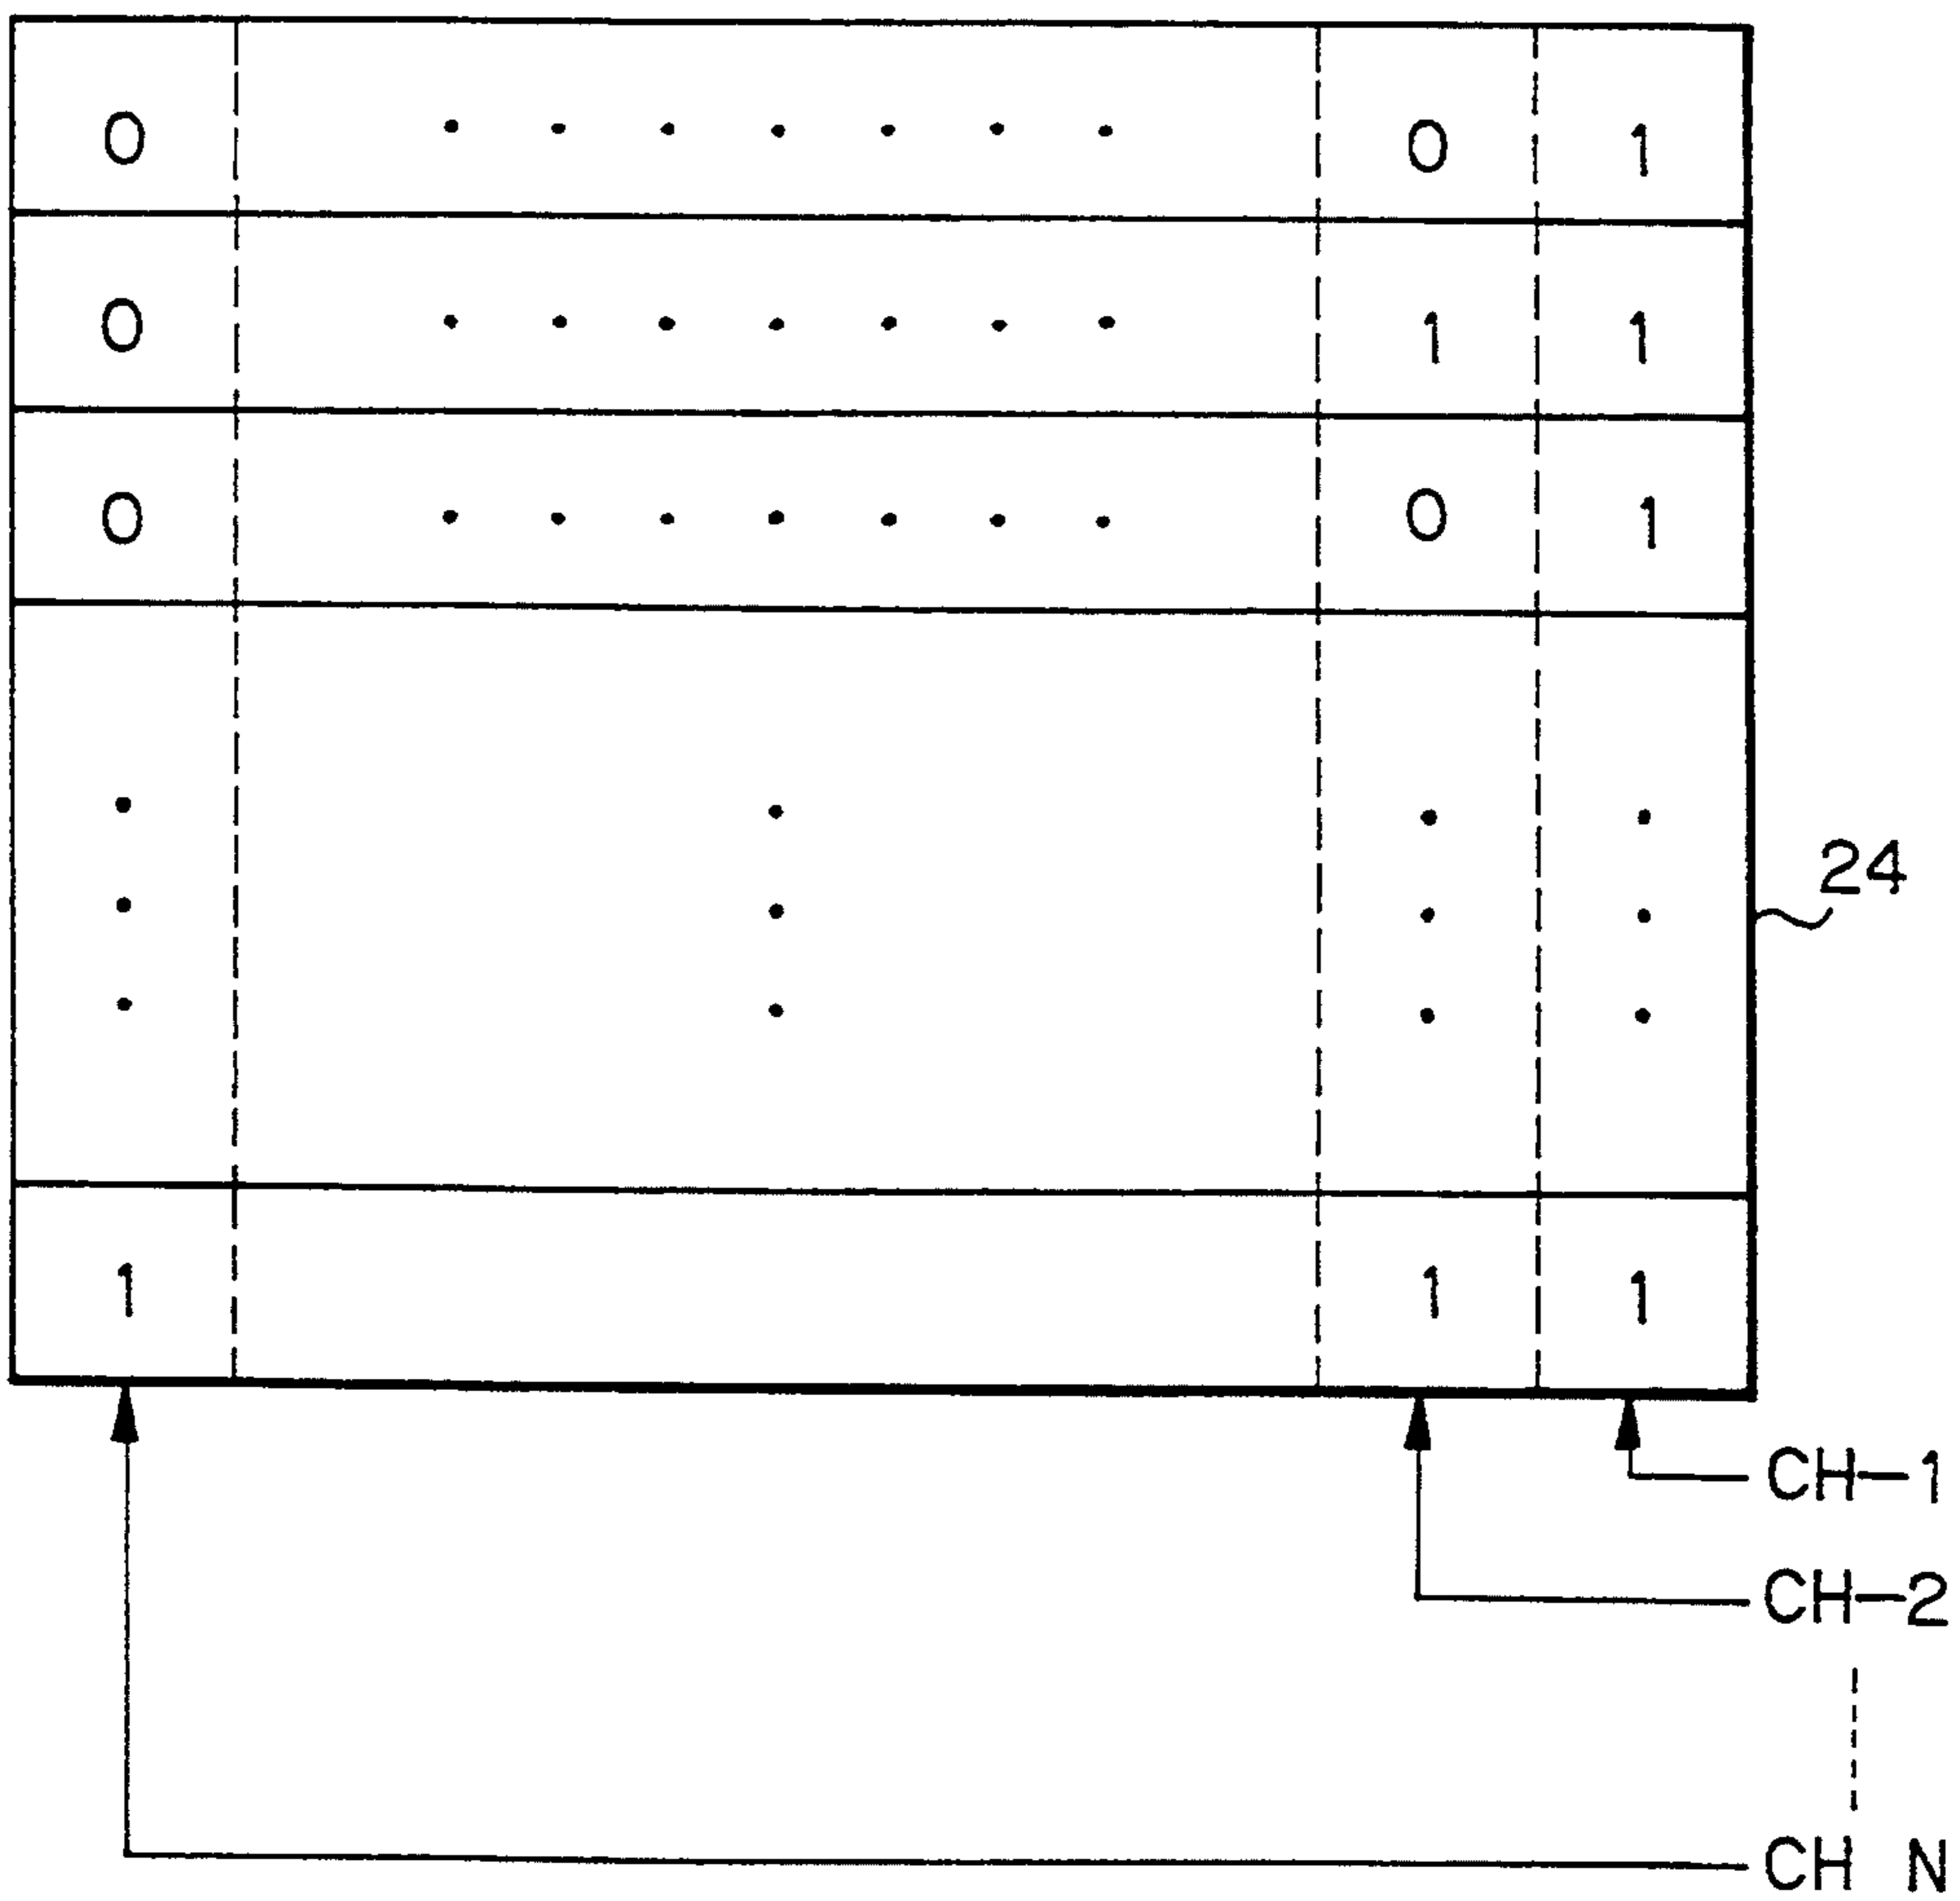 0 . . . . . . . 0 1
0 . . . . . . . 1 1
0 . . . . . . . 0 1
24
1 1 1
CH-1
CH-2
CH N